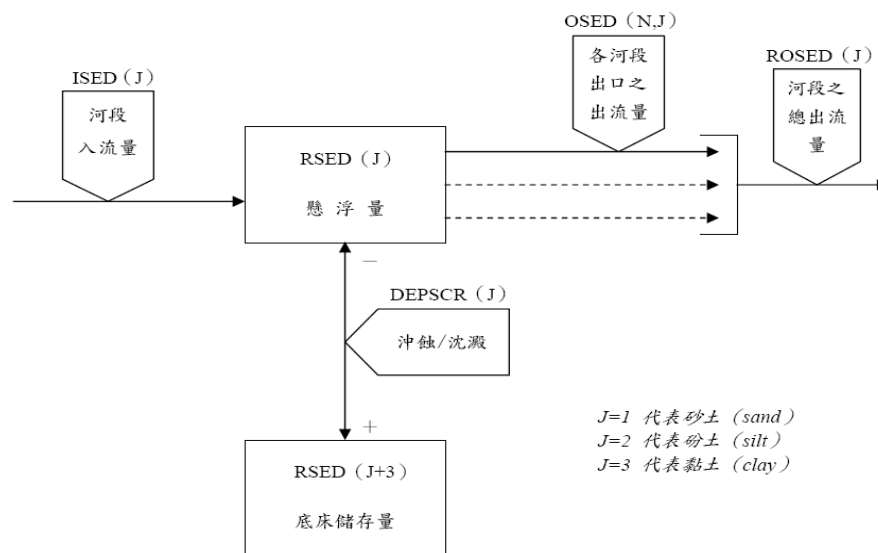 OSED（N,J）
ISED（J）
各河段
出口之
出流量
ROSED（J）
河段
入流量
河段之
總出流
量
RSED（J）
懸 浮 量
－
DEPSCR（J）
沖蝕/沈澱
＋
J=1 代表砂土（sand）
J=2 代表砏土（silt）
J=3 代表黏土（clay）
RSED（J+3）
底床儲存量